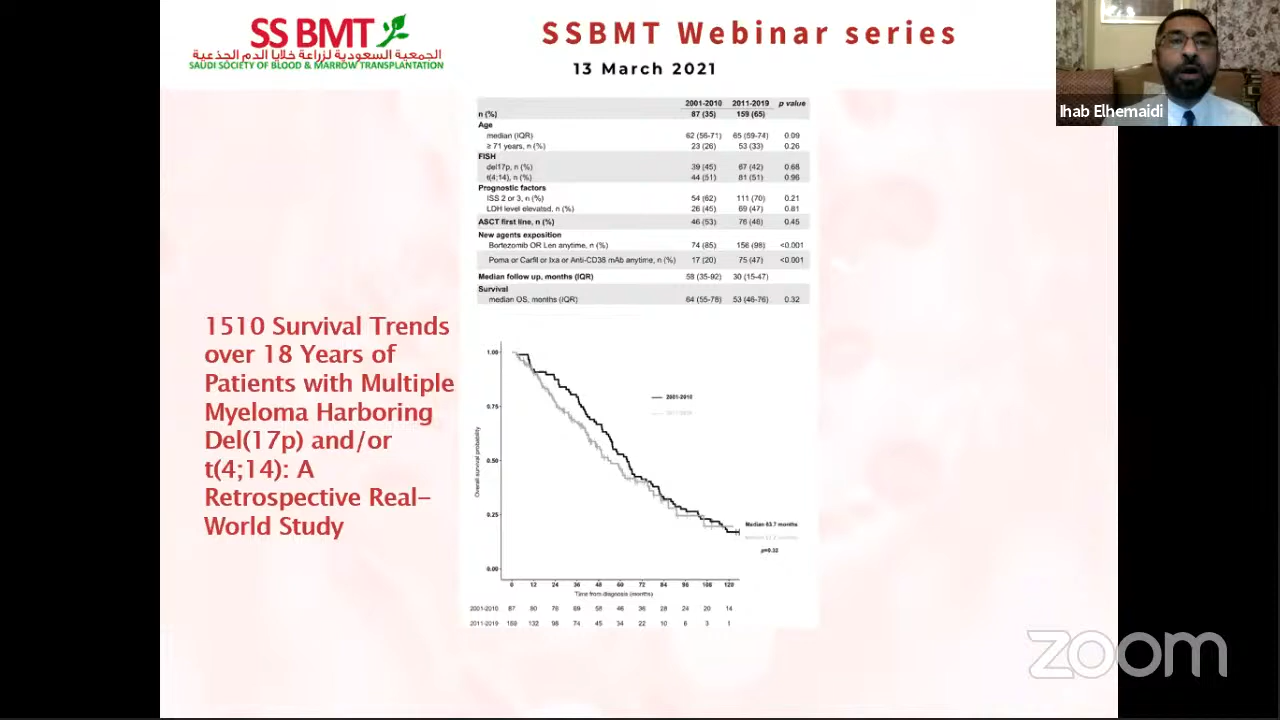 SS BMT
الجمعية السعودية لزراعة خلايا الدم الجذعية
SAUDI SOCIETY OF BLOOD & MARROW TRANSPLANTATION
SSBMT Webinar series
13 March 2021
Ihab Elhemaidi
2001-2010 2011-2019 p value
n (%) 87 (35) 159 (65)
Age
median (IQR) 62 (56-71) 65 (59-74) 0.09
≥ 71 years, n (%) 23 (26) 53 (33) 0.26
FISH
del17p, n (%) 39 (45) 67 (42) 0.68
t(4;14), n (%) 44 (51) 81 (51) 0.96
Prognostic factors
ISS 2 or 3, n (%) 54 (62) 111 (70) 0.21
LDH level elevated, n (%) 26 (45) 69 (47) 0.81
ASCT first line, n (%) 46 (53) 76 (48) 0.45
New agents exposition
Bortezomib OR Len anytime, n (%) 74 (85) 156 (98) <0.001
Poma or Carfil or Ixa or Anti-CD38 mAb anytime, n (%) 17 (20) 75 (47) <0.001
Median follow up, months (IQR) 58 (35-92) 30 (15-47)
Survival
median OS, months (IQR) 64 (55-78) 53 (46-76) 0.32
1510 Survival Trends
over 18 Years of
Patients with Multiple
Myeloma Harboring
Del(17p) and/or
t(4;14): A
Retrospective Real-
World Study
1.00
0.75
0.50
0.25
0.00
Overall survival probability
2001-2010
2011-2019
Median 63.7 months
p=0.32
0 12 24 36 48 60 72 84 96 108 120
Time from diagnosis (months)
2001-2010 87 80 76 69 58 46 36 28 24 20 14
2011-2019 159 132 98 74 45 34 22 10 6 3 1
zoom